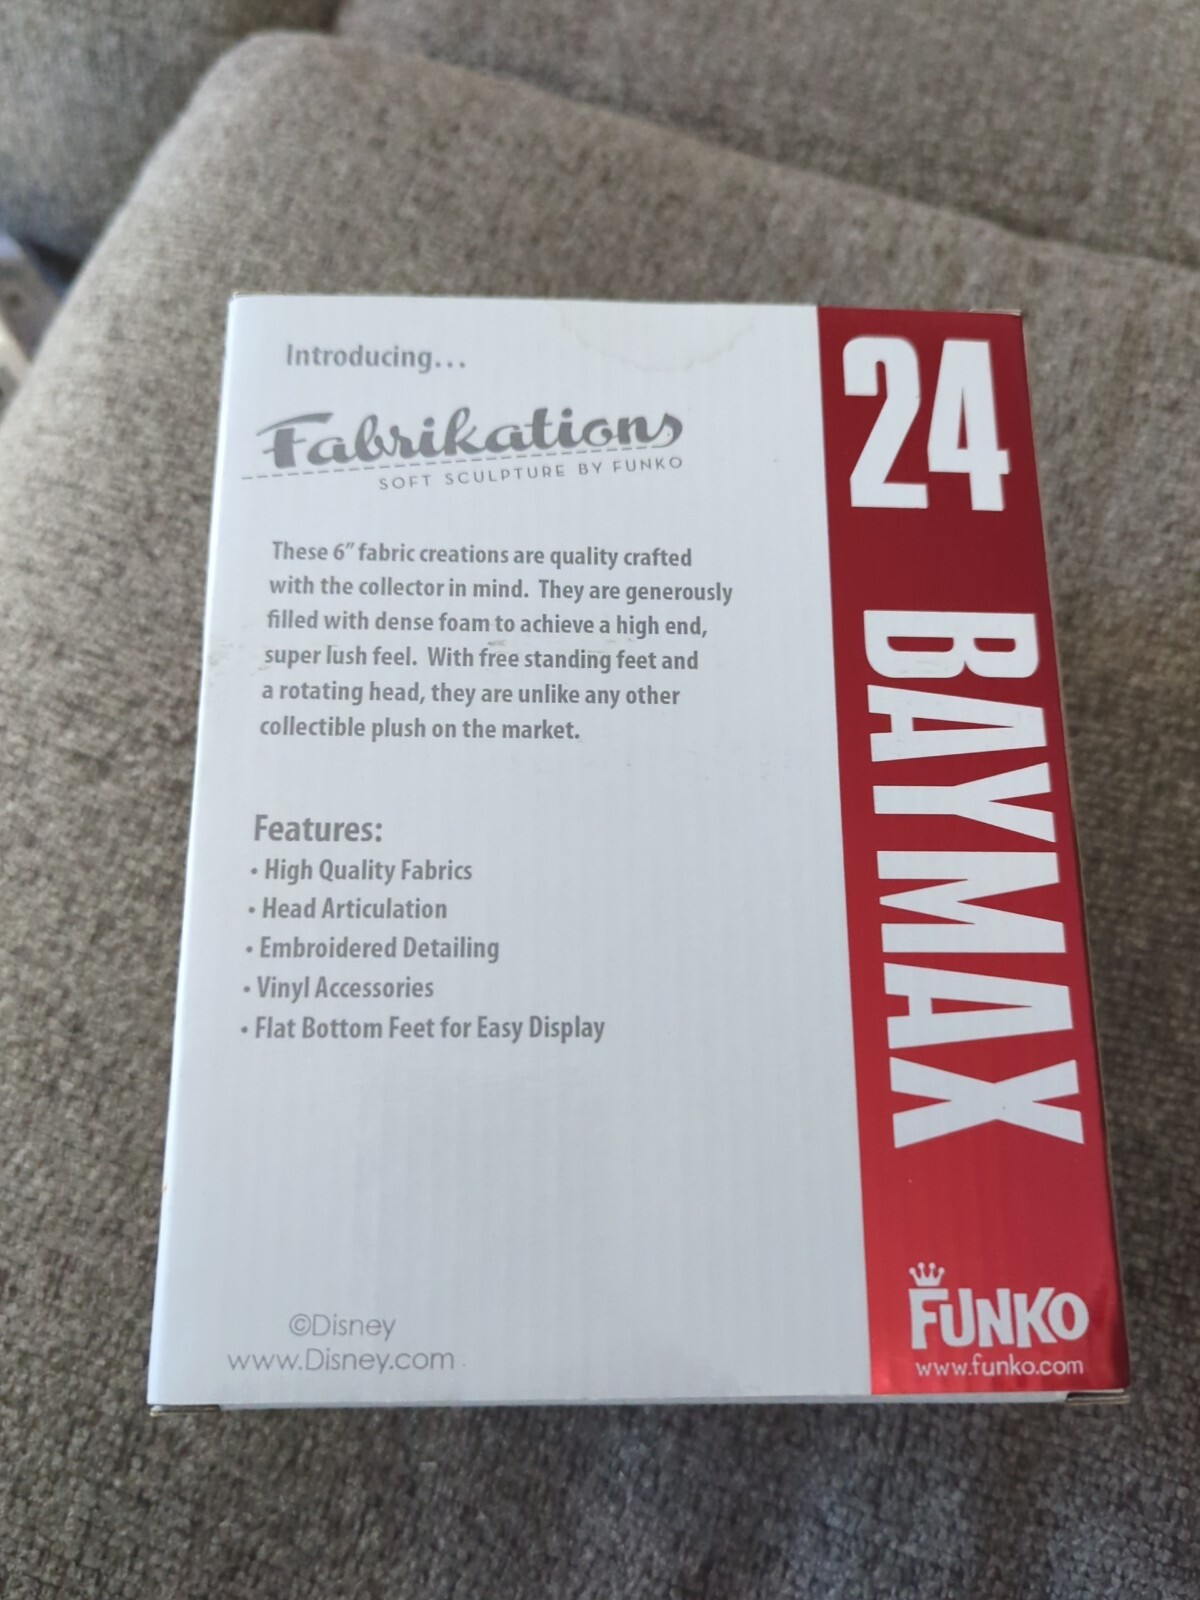 Introducing...
Fabrikations
SOFT SCULPTURE BY FUNKO
These 6" fabric creations are quality crafted
with the collector in mind. They are generously
filled with dense foam to achieve a high end,
super lush feel. With free standing feet and
a rotating head, they are unlike any other
collectible plush on the market.
Features:
• High Quality Fabrics
• Head Articulation
• Embroidered Detailing
• Vinyl Accessories
• Flat Bottom Feet for Easy Display
©Disney
www.Disney.com
24
BAYMAX
FUNKO
www.funko.com